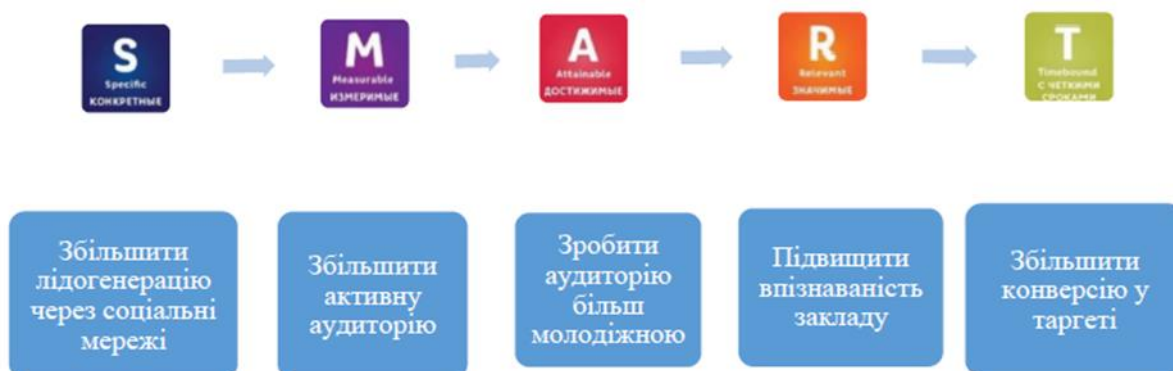 S
Specific
КОНКРЕТНЫЕ
M
Measurable
ИЗМЕРИМЫЕ
A
Attainable
ДОСТИЖИМЫЕ
R
Relevant
ЗНАЧИМЫЕ
T
Timebound
С ЧЕТКИМИ
СРОКАМИ
Збільшити
лідогенерацію
через соціальні
мережі
Збільшити
активну
аудиторію
Зробити
аудиторію
більш
молодіжною
Підвищити
впізнаваність
закладу
Збільшити
конверсію у
таргеті